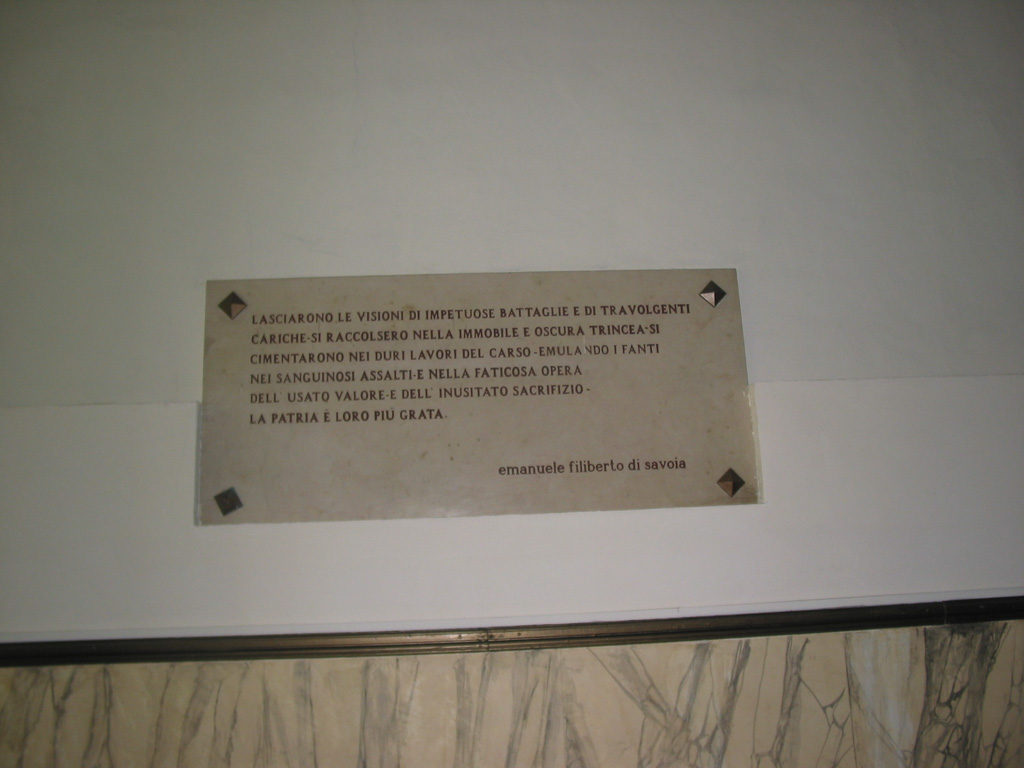 LASCIARONO LE VISIONI DI IMPETUOSE BATTAGLIE E DI TRAVOLGENTI
CARICHE-SI RACCOLSERO NELLA IMMOBILE E OSCURA TRINCEA-SI
CIMENTARONO NEI DURI LAVORI DEL CARSO-EMULANDO I FANTI
NEI SANGUINOSI ASSALTI-E NELLA FATICOSA OPERA
DELL' USATO VALORE-E DELL' INUSITATO SACRIFIZIO-
LA PATRIA È LORO PIÚ GRATA.
emanuele filiberto di savoia